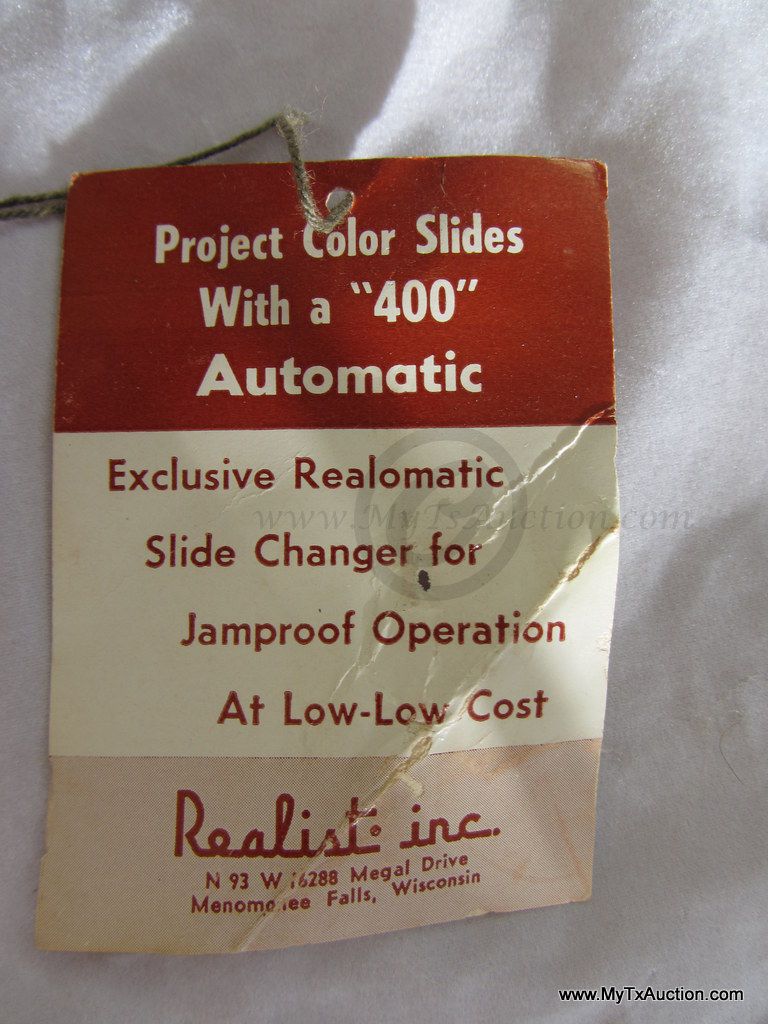 Project Color Slides
With a "400"
Automatic
Exclusive Realomatic
www.MyTxAuction.com
Slide Changer for
Jamproof Operation
At Low-Low Cost
Realist inc.
N 93 W 16288 Megal Drive
Menomonee Falls, Wisconsin
www.MyTxAuction.com